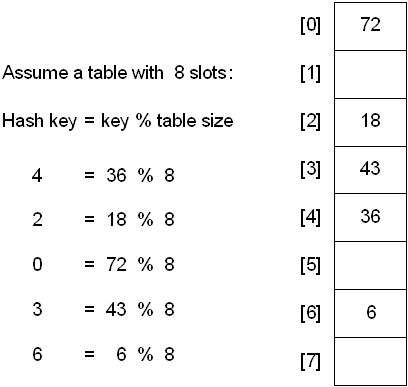 Assume a table with 8 slots:
Hash key = key % table size
4 = 36 % 8
2 = 18 % 8
0 = 72 % 8
3 = 43 % 8
6 = 6 % 8
[0] 72
[1]
[2] 18
[3] 43
[4] 36
[5]
[6] 6
[7]